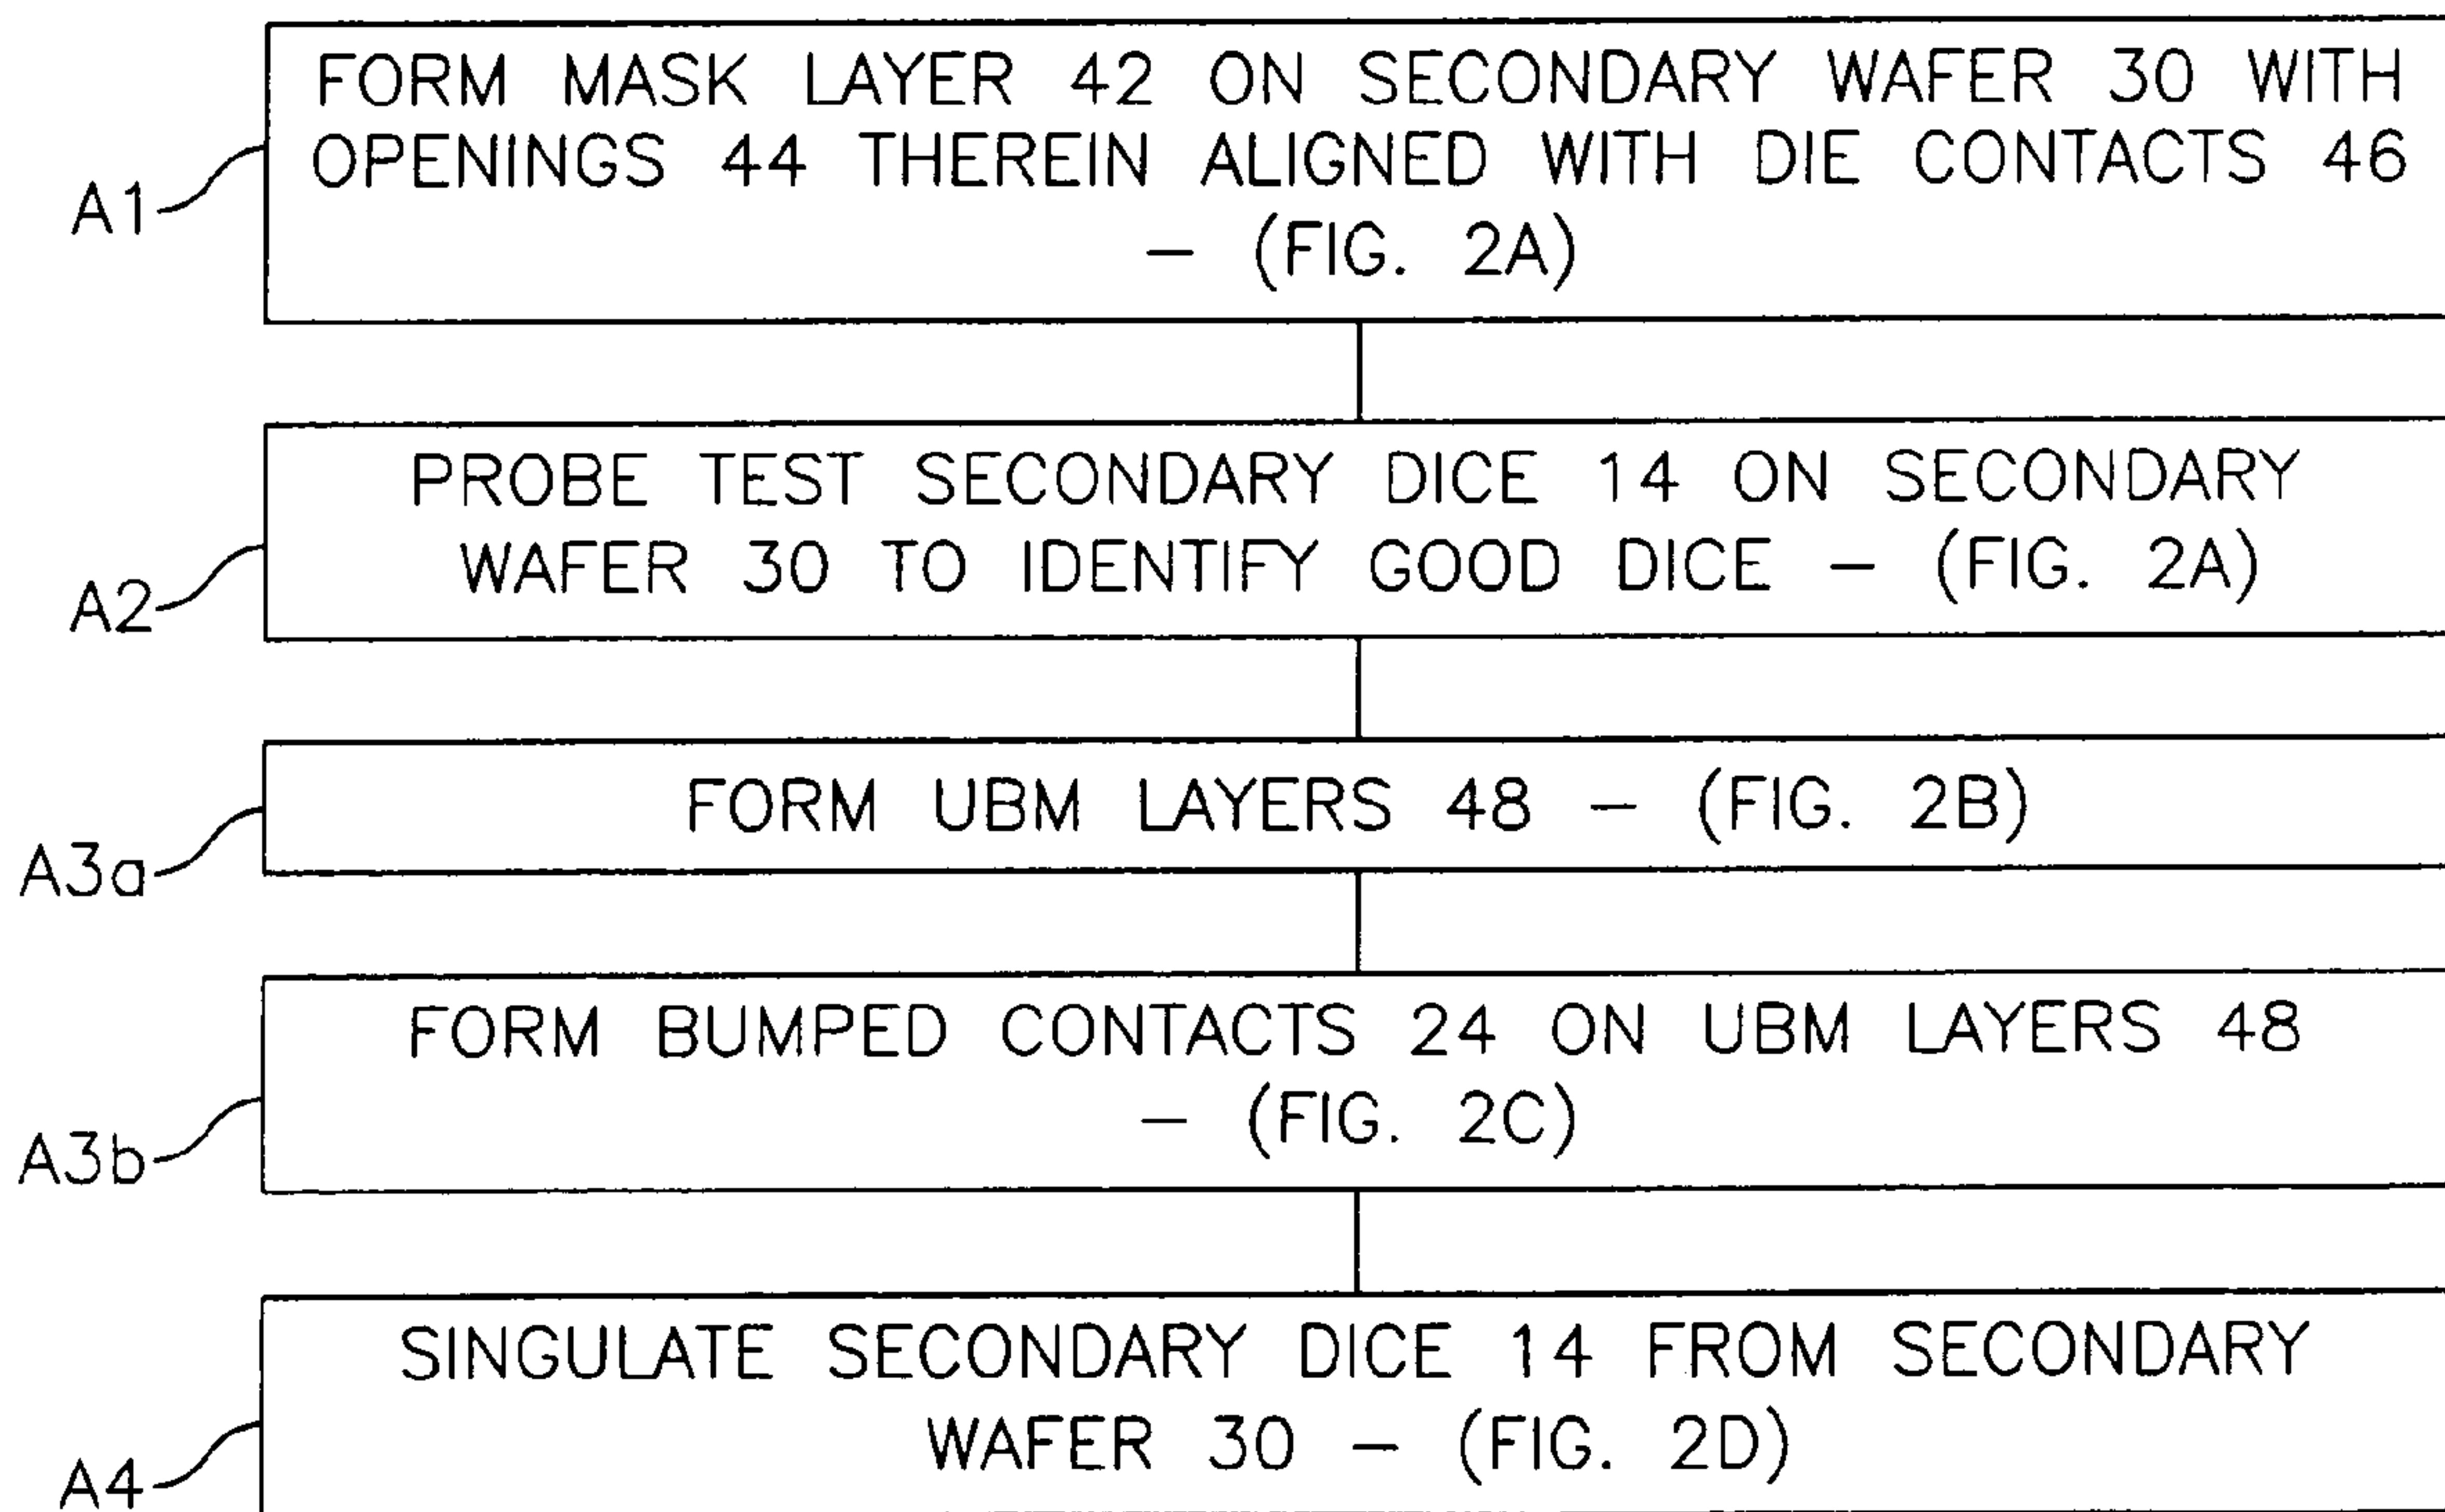 FORM MASK LAYER 42 ON SECONDARY WAFER 30 WITH
OPENINGS 44 THEREIN ALIGNED WITH DIE CONTACTS 46
– (FIG. 2A)
A1
PROBE TEST SECONDARY DICE 14 ON SECONDARY
WAFER 30 TO IDENTIFY GOOD DICE – (FIG. 2A)
A2
FORM UBM LAYERS 48 – (FIG. 2B)
A3a
FORM BUMPED CONTACTS 24 ON UBM LAYERS 48
– (FIG. 2C)
A3b
SINGULATE SECONDARY DICE 14 FROM SECONDARY
WAFER 30 – (FIG. 2D)
A4